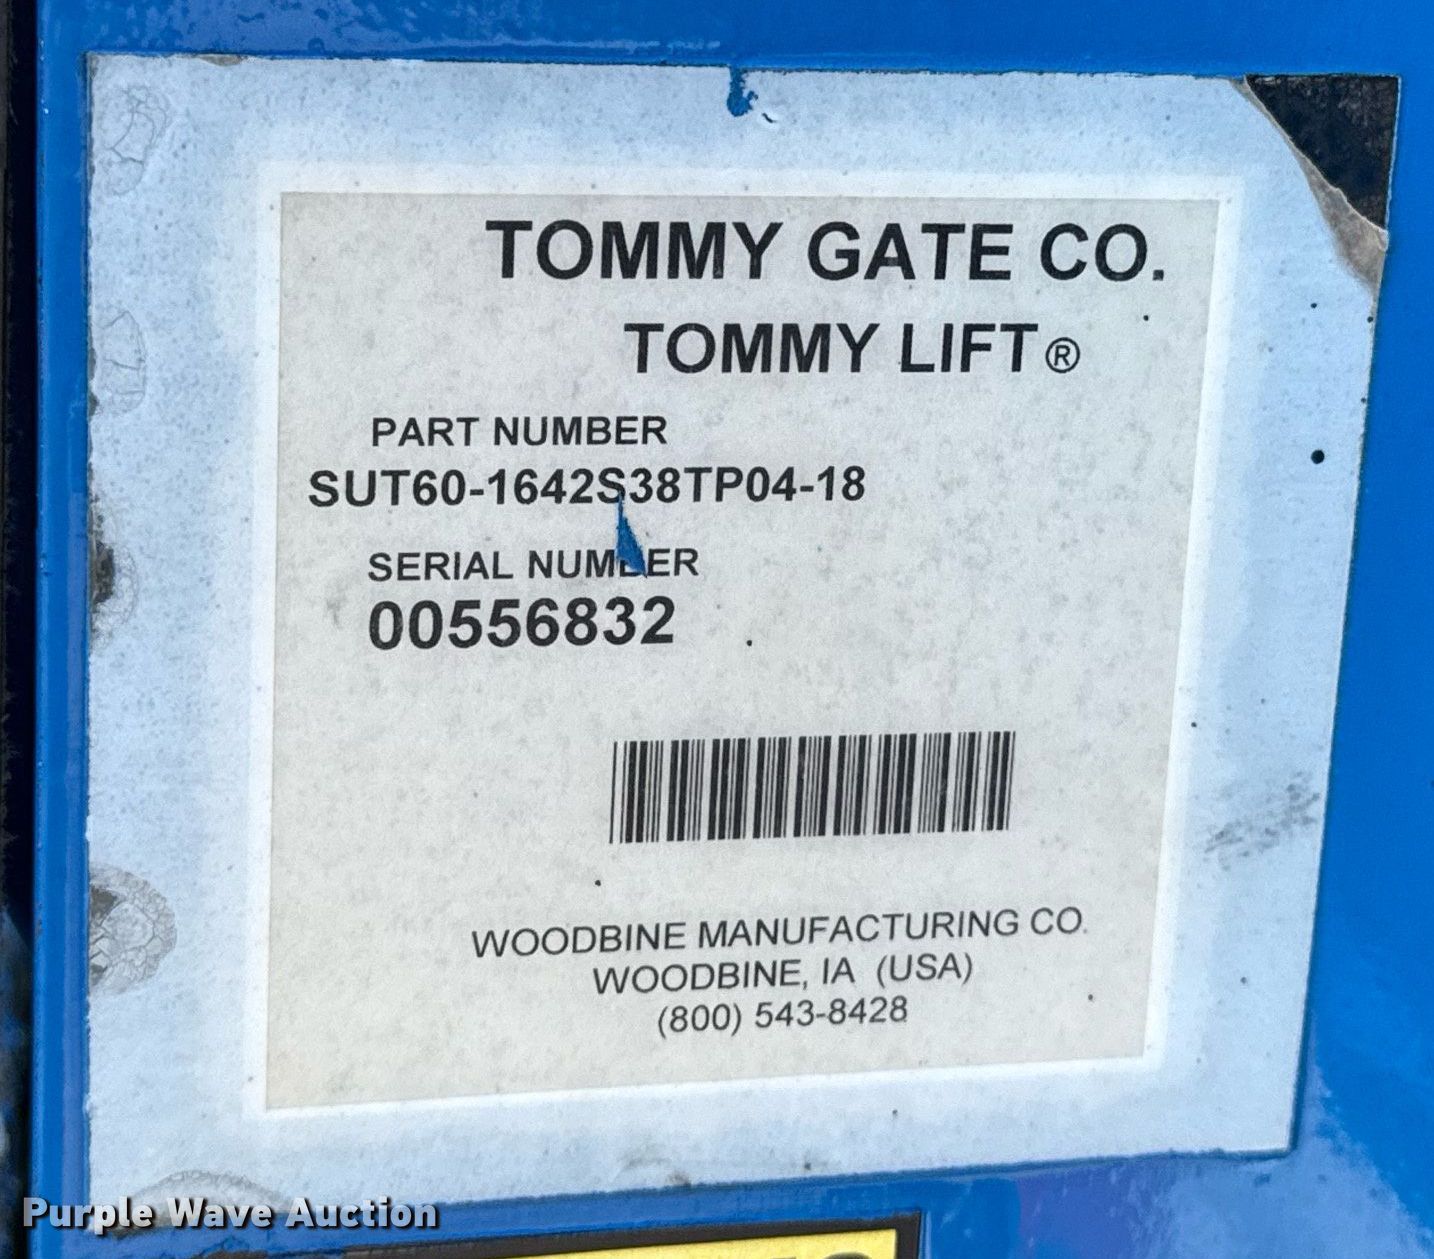 TOMMY GATE CO.
TOMMY LIFT®
PART NUMBER
SUT60-1642S38TP04-18
SERIAL NUMBER
00556832
WOODBINE MANUFACTURING CO.
WOODBINE, IA (USA)
(800) 543-8428
Purple Wave Auction